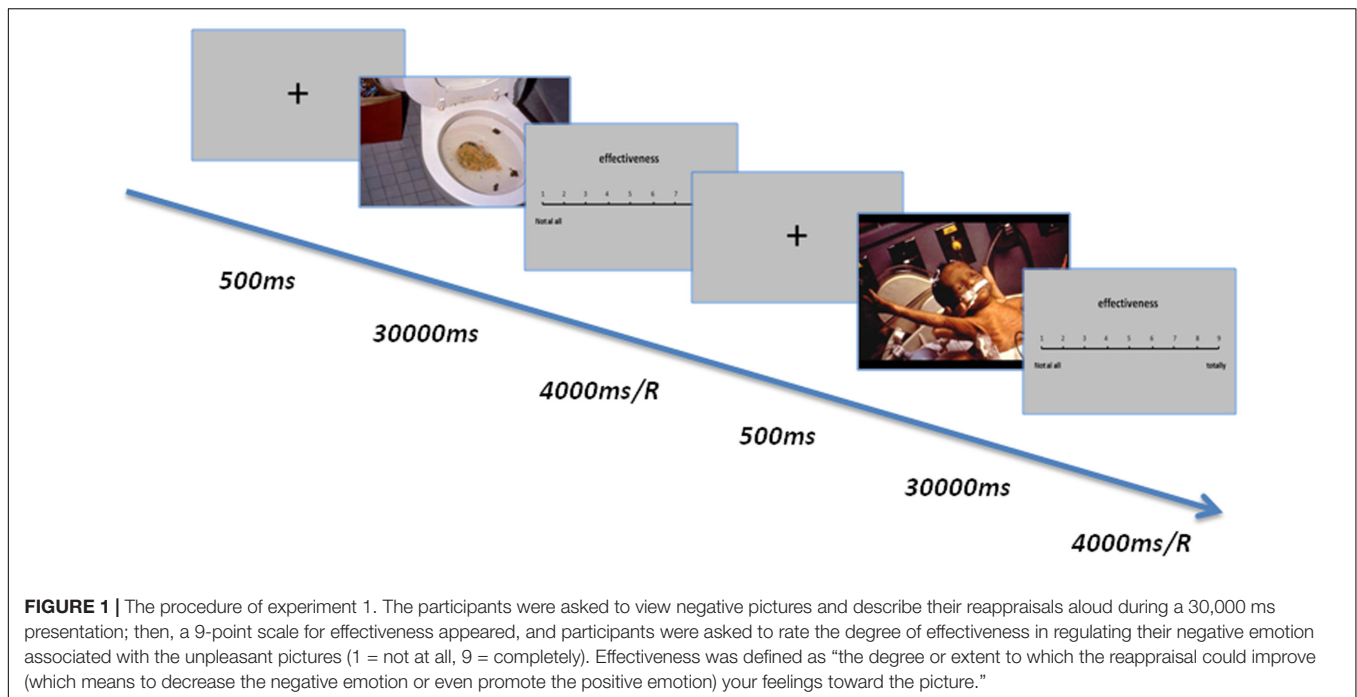 +
effectiveness
1 2 3 4 5 6 7
Not al all
+
effectiveness
1 2 3 4 5 6 7 8 9
Not al all totally
500ms
30000ms
4000ms/R
500ms
30000ms
4000ms/R
FIGURE 1 | The procedure of experiment 1. The participants were asked to view negative pictures and describe their reappraisals aloud during a 30,000 ms
presentation; then, a 9-point scale for effectiveness appeared, and participants were asked to rate the degree of effectiveness in regulating their negative emotion
associated with the unpleasant pictures (1 = not at all, 9 = completely). Effectiveness was defined as “the degree or extent to which the reappraisal could improve
(which means to decrease the negative emotion or even promote the positive emotion) your feelings toward the picture.”